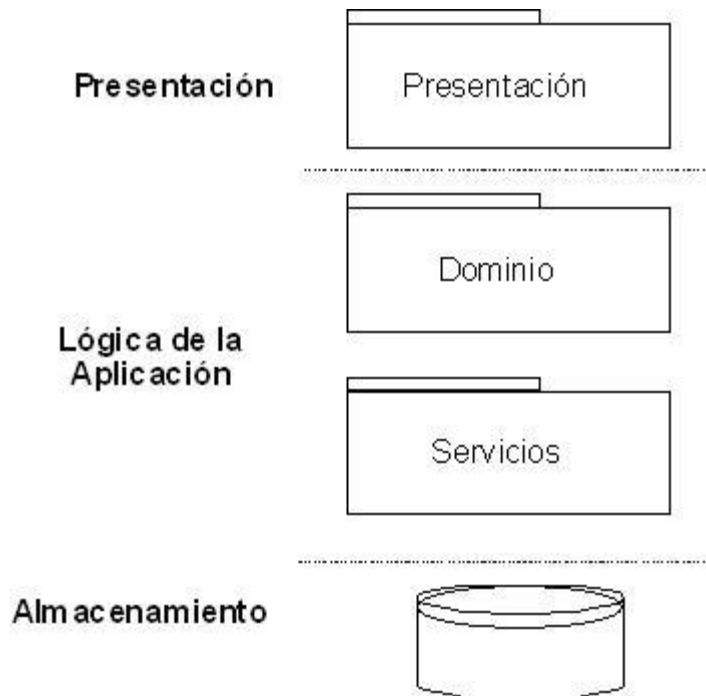 Presentación
Presentación
Dominio
Lógica de la
Aplicación
Servicios
Almacenamiento